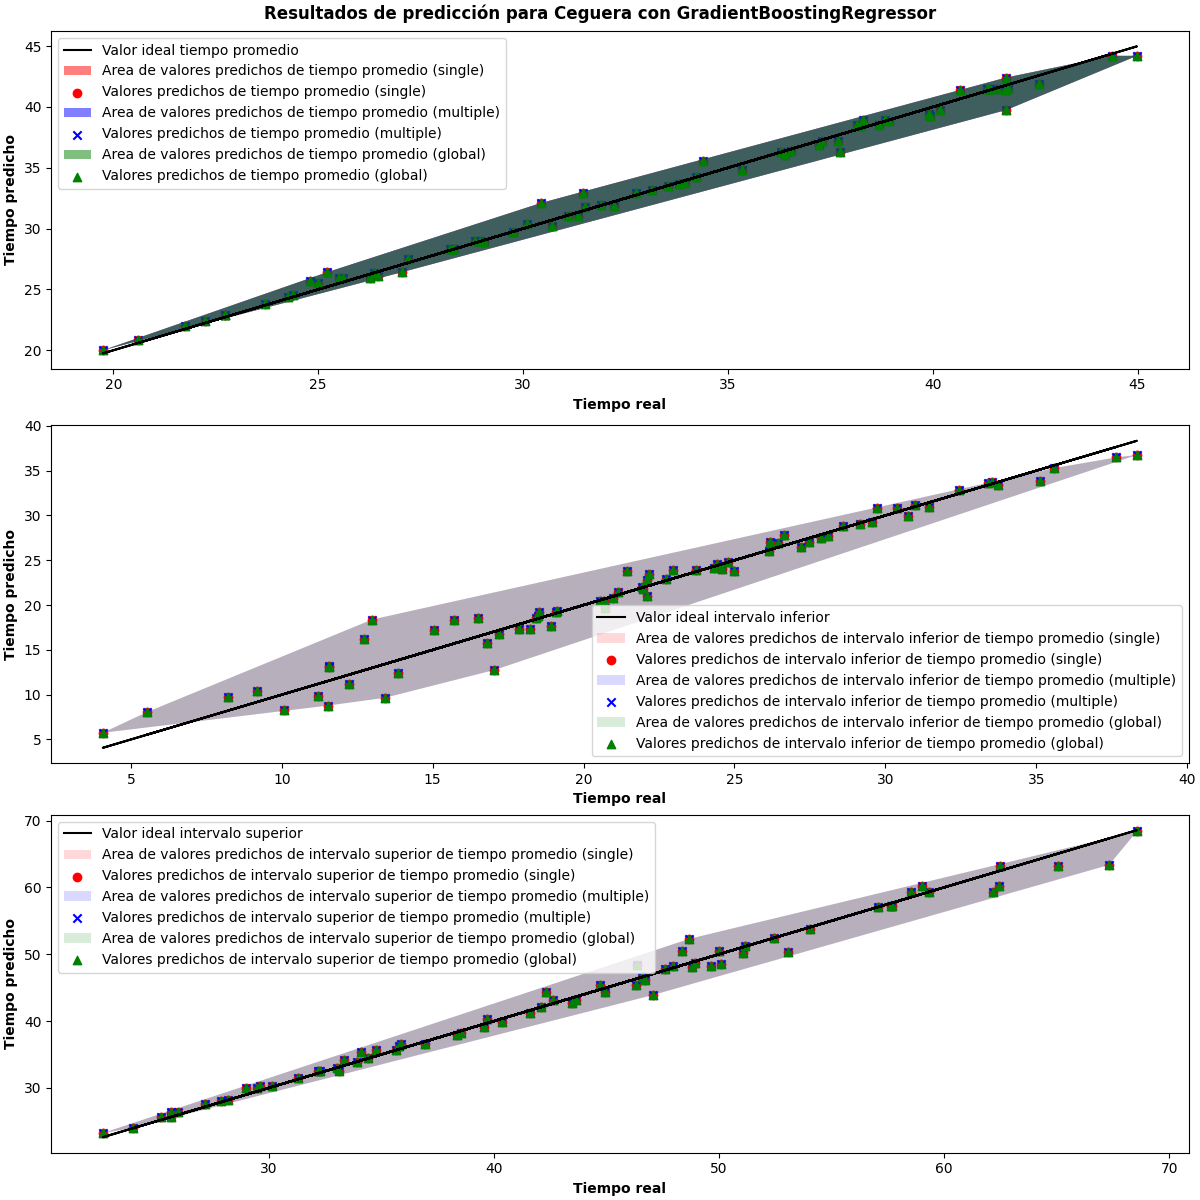 Resultados de predicción para Ceguera con GradientBoostingRegressor
Valor ideal tiempo promedio
Area de valores predichos de tiempo promedio (single)
Valores predichos de tiempo promedio (single)
Area de valores predichos de tiempo promedio (multiple)
Valores predichos de tiempo promedio (multiple)
Area de valores predichos de tiempo promedio (global)
Valores predichos de tiempo promedio (global)
Tiempo predicho
45
40
35
30
25
20
20 25 30 35 40 45
Tiempo real
Tiempo predicho
40
35
30
25
20
15
10
5
Valor ideal intervalo inferior
Area de valores predichos de intervalo inferior de tiempo promedio (single)
Valores predichos de intervalo inferior de tiempo promedio (single)
Area de valores predichos de intervalo inferior de tiempo promedio (multiple)
Valores predichos de intervalo inferior de tiempo promedio (multiple)
Area de valores predichos de intervalo inferior de tiempo promedio (global)
Valores predichos de intervalo inferior de tiempo promedio (global)
5 10 15 20 25 30 35 40
Tiempo real
Valor ideal intervalo superior
Area de valores predichos de intervalo superior de tiempo promedio (single)
Valores predichos de intervalo superior de tiempo promedio (single)
Area de valores predichos de intervalo superior de tiempo promedio (multiple)
Valores predichos de intervalo superior de tiempo promedio (multiple)
Area de valores predichos de intervalo superior de tiempo promedio (global)
Valores predichos de intervalo superior de tiempo promedio (global)
Tiempo predicho
70
60
50
40
30
30 40 50 60 70
Tiempo real